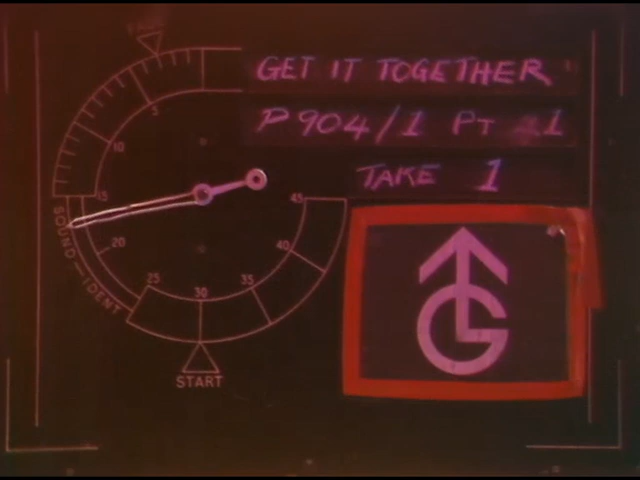 GET IT TOGETHER
P904/1 PT 1
TAKE 1
5
10
15
20
25
30
35
40
45
SOUND—IDENT
START
G